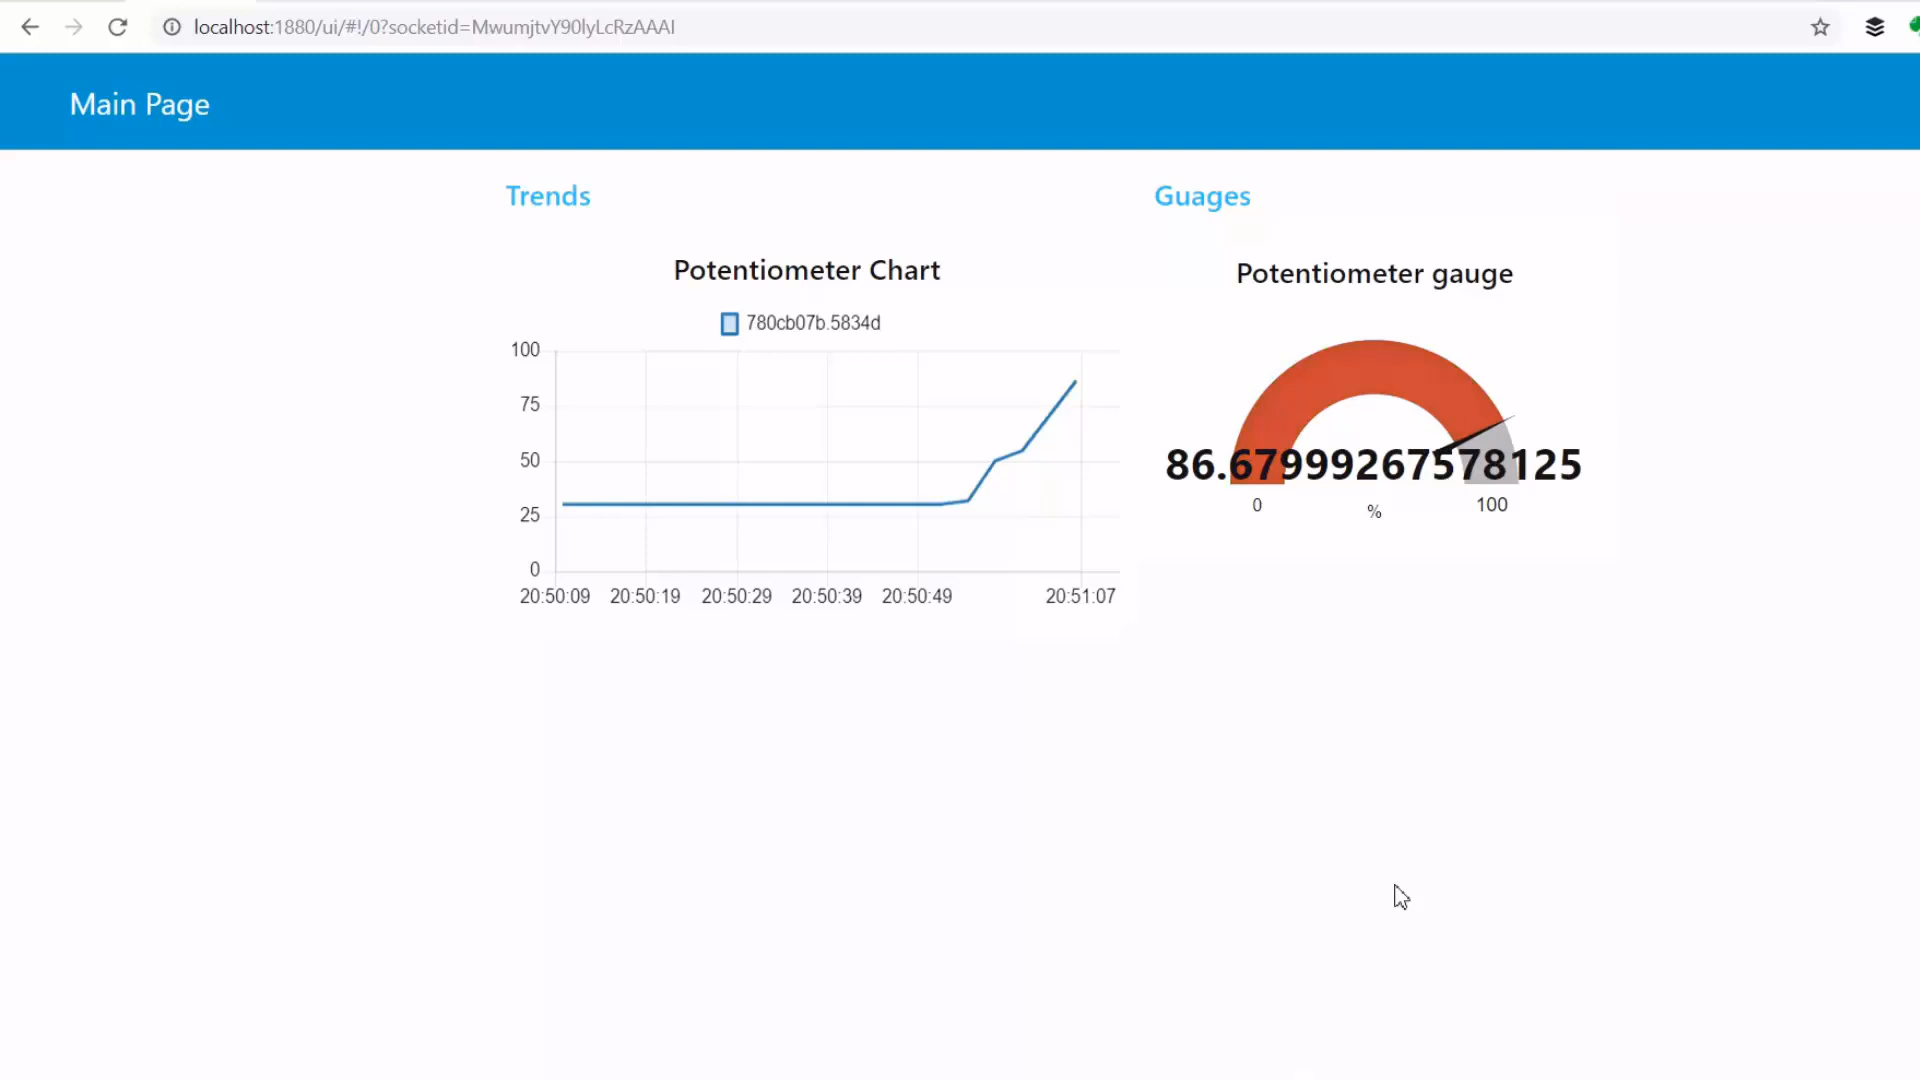 localhost:1880/ui/#!/0?socketid=MwumjtvY90lyLcRzAAAI
Main Page
Trends
Guages
Potentiometer Chart
780cb07b.5834d
100
75
50
25
0
20:50:09 20:50:19 20:50:29 20:50:39 20:50:49 20:51:07
Potentiometer gauge
86.67999267578125
0 % 100